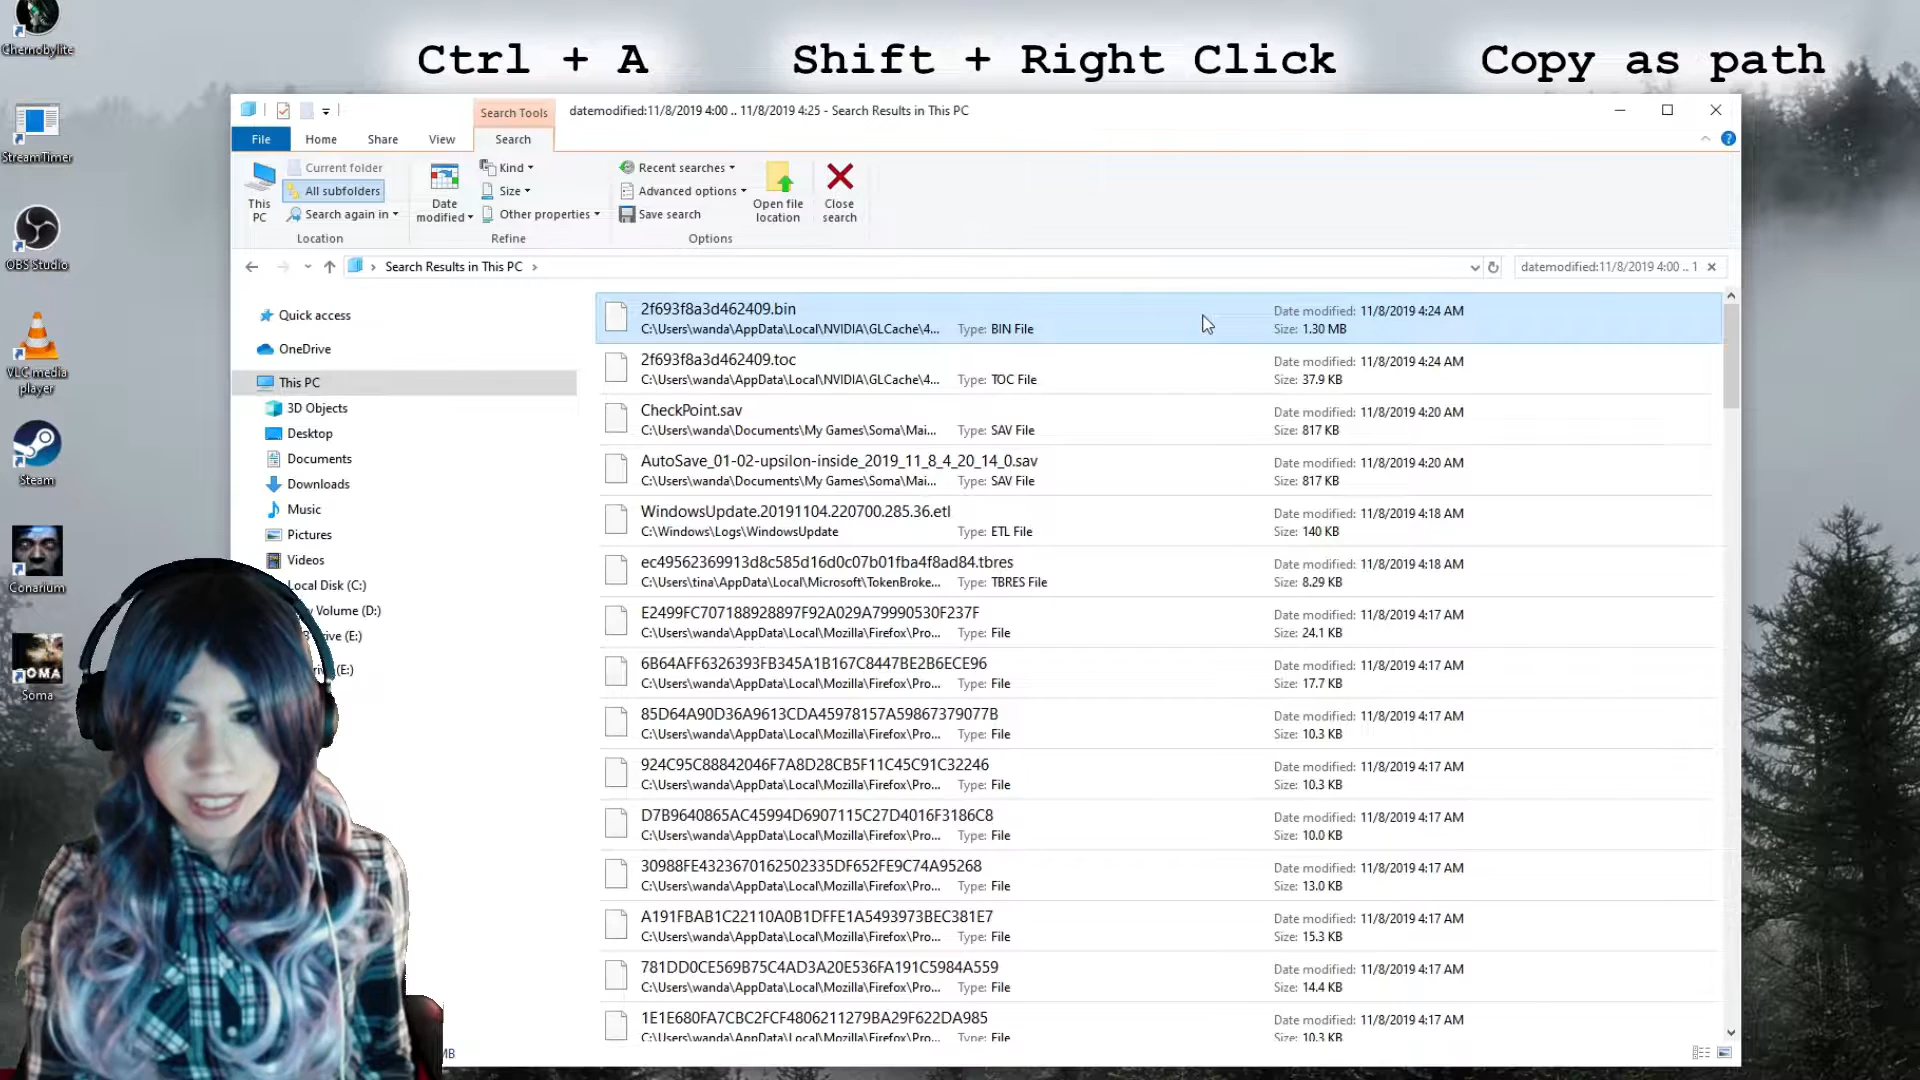 Ctrl + A Shift + Right Click Copy as path
Chernobylite
StreamTimer
OBS Studio
VLC media
player
Steam
Conarium
SOMA
Soma
Search Tools
datemodified:11/8/2019 4:00 .. 11/8/2019 4:25 - Search Results in This PC
File Home Share View Search
This
PC
Current folder
All subfolders
Search again in
Location
Date
modified
Kind
Size
Other properties
Refine
Recent searches
Advanced options
Save search
Options
Open file
location
Close
search
Search Results in This PC
datemodified:11/8/2019 4:00 .. 1
Quick access
OneDrive
This PC
3D Objects
Desktop
Documents
Downloads
Music
Pictures
Videos
Local Disk (C:)
Volume (D:)
(E:)
(E:)
MB
2f693f8a3d462409.bin
C:\Users\wanda\AppData\Local\NVIDIA\GLCache\4... Type: BIN File
Date modified: 11/8/2019 4:24 AM
Size: 1.30 MB
2f693f8a3d462409.toc
C:\Users\wanda\AppData\Local\NVIDIA\GLCache\4... Type: TOC File
Date modified: 11/8/2019 4:24 AM
Size: 37.9 KB
CheckPoint.sav
C:\Users\wanda\Documents\My Games\Soma\Mai... Type: SAV File
Date modified: 11/8/2019 4:20 AM
Size: 817 KB
AutoSave_01-02-upsilon-inside_2019_11_8_4_20_14_0.sav
C:\Users\wanda\Documents\My Games\Soma\Mai... Type: SAV File
Date modified: 11/8/2019 4:20 AM
Size: 817 KB
WindowsUpdate.20191104.220700.285.36.etl
C:\Windows\Logs\WindowsUpdate Type: ETL File
Date modified: 11/8/2019 4:18 AM
Size: 140 KB
ec49562369913d8c585d16d0c07b01fba4f8ad84.tbres
C:\Users\tina\AppData\Local\Microsoft\TokenBroke... Type: TBRES File
Date modified: 11/8/2019 4:18 AM
Size: 8.29 KB
E2499FC707188928897F92A029A79990530F237F
C:\Users\wanda\AppData\Local\Mozilla\Firefox\Pro... Type: File
Date modified: 11/8/2019 4:17 AM
Size: 24.1 KB
6B64AFF6326393FB345A1B167C8447BE2B6ECE96
C:\Users\wanda\AppData\Local\Mozilla\Firefox\Pro... Type: File
Date modified: 11/8/2019 4:17 AM
Size: 17.7 KB
85D64A90D36A9613CDA45978157A59867379077B
C:\Users\wanda\AppData\Local\Mozilla\Firefox\Pro... Type: File
Date modified: 11/8/2019 4:17 AM
Size: 10.3 KB
924C95C88842046F7A8D28CB5F11C45C91C32246
C:\Users\wanda\AppData\Local\Mozilla\Firefox\Pro... Type: File
Date modified: 11/8/2019 4:17 AM
Size: 10.3 KB
D7B9640865AC45994D6907115C27D4016F3186C8
C:\Users\wanda\AppData\Local\Mozilla\Firefox\Pro... Type: File
Date modified: 11/8/2019 4:17 AM
Size: 10.0 KB
30988FE4323670162502335DF652FE9C74A95268
C:\Users\wanda\AppData\Local\Mozilla\Firefox\Pro... Type: File
Date modified: 11/8/2019 4:17 AM
Size: 13.0 KB
A191FBAB1C22110A0B1DFFE1A5493973BEC381E7
C:\Users\wanda\AppData\Local\Mozilla\Firefox\Pro... Type: File
Date modified: 11/8/2019 4:17 AM
Size: 15.3 KB
781DD0CE569B75C4AD3A20E536FA191C5984A559
C:\Users\wanda\AppData\Local\Mozilla\Firefox\Pro... Type: File
Date modified: 11/8/2019 4:17 AM
Size: 14.4 KB
1E1E680FA7CBC2FCF4806211279BA29F622DA985
C:\Users\wanda\AppData\Local\Mozilla\Firefox\Pro... Type: File
Date modified: 11/8/2019 4:17 AM
Size: 10.3 KB